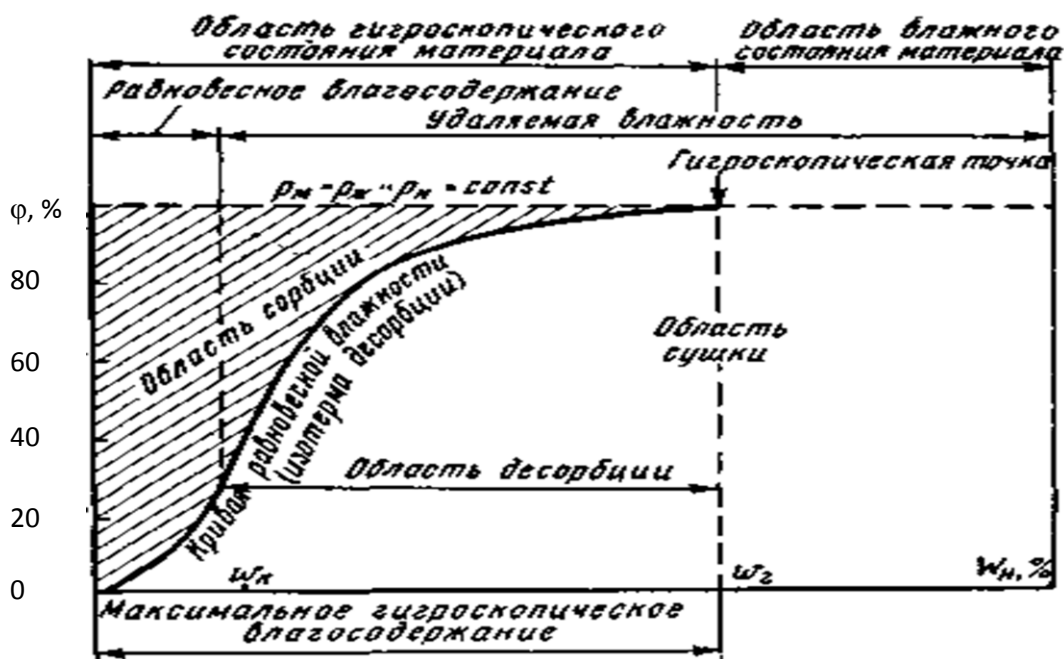 Область гигроскопического
состояния материала
Область влажного
состояния материала
Равновесное влагосодержание
Удаляемая влажность
Гигроскопическая точка
φ, %
80
60
40
20
0
Область сорбции
Кривая равновесной влажности
(изотерма десорбции)
Область
сушки
Область десорбции
wк
wг
Wн, %
Максимальное гигроскопическое
влагосодержание